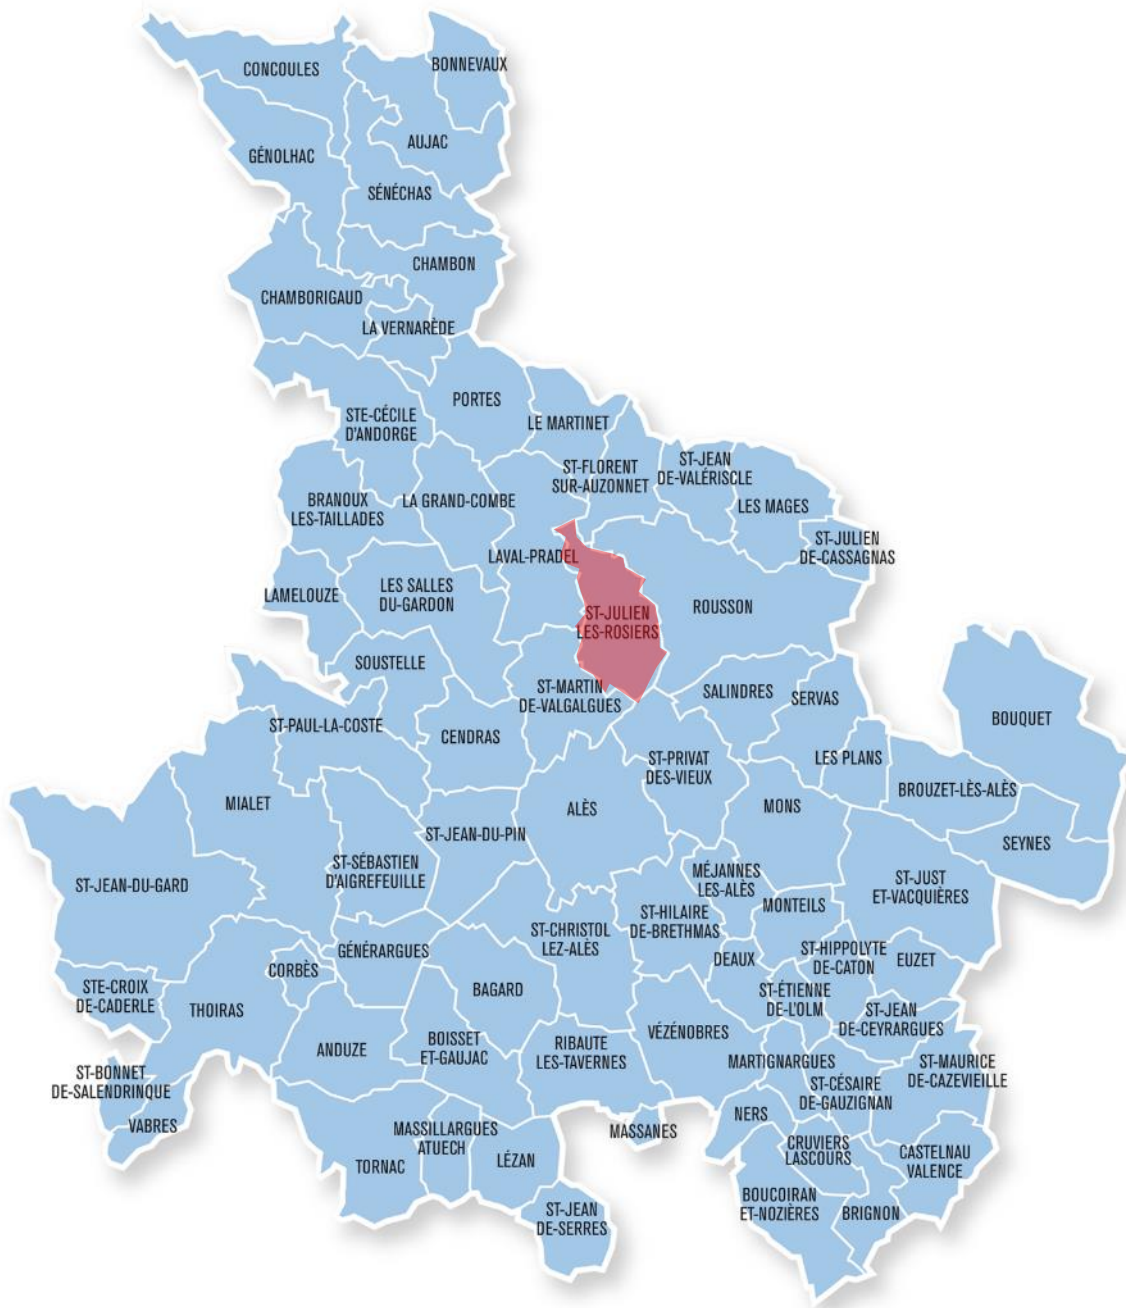 BONNEVAUX
CONCOULES
AUJAC
GÉNOLHAC
SÉNÉCHAS
CHAMBON
CHAMBORIGAUD
LA VERNARÈDE
PORTES
STE-CÉCILE
D'ANDORGE
LE MARTINET
ST-FLORENT
SUR-AUZONNET
ST-JEAN
DE-VALÉRISCLE
LES MAGES
BRANOUX
LES-TAILLADES
LA GRAND-COMBE
ST-JULIEN
DE-CASSAGNAS
LAVAL-PRADEL
LAMELOUZE
LES SALLES
DU-GARDON
ST-JULIEN
LES-ROSIERS
ROUSSON
SOUSTELLE
ST-MARTIN
DE-VALGALGUES
SALINDRES
SERVAS
ST-PAUL-LA-COSTE
CENDRAS
BOUQUET
ST-PRIVAT
DES-VIEUX
LES PLANS
BROUZET-LÈS-ALÈS
MIALET
ALÈS
MONS
ST-JEAN-DU-PIN
SEYNES
ST-SÉBASTIEN
D'AIGREFEUILLE
ST-JEAN-DU-GARD
MÉJANNES
LES-ALÈS
ST-JUST
ET-VACQUIÈRES
MONTEILS
ST-HILAIRE
DE-BRETHMAS
ST-CHRISTOL
LEZ-ALÈS
GÉNÉRARGUES
DEAUX
ST-HIPPOLYTE
DE-CATON
EUZET
CORBÈS
STE-CROIX
DE-CADERLE
BAGARD
ST-ÉTIENNE
DE-L'OLM
THOIRAS
ST-JEAN
DE-CEYRARGUES
VÉZÉNOBRES
ANDUZE
BOISSET
ET-GAUJAC
RIBAUTE
LES-TAVERNES
MARTIGNARGUES
ST-MAURICE
DE-CAZEVIEILLE
ST-BONNET
DE-SALENDRINQUE
ST-CÉSAIRE
DE-GAUZIGNAN
NERS
VABRES
MASSILLARGUES
ATUECH
MASSANES
CRUVIERS
LASCOURS
CASTELNAU
VALENCE
TORNAC
LÉZAN
BOUCOIRAN
ET-NOZIÈRES
BRIGNON
ST-JEAN
DE-SERRES